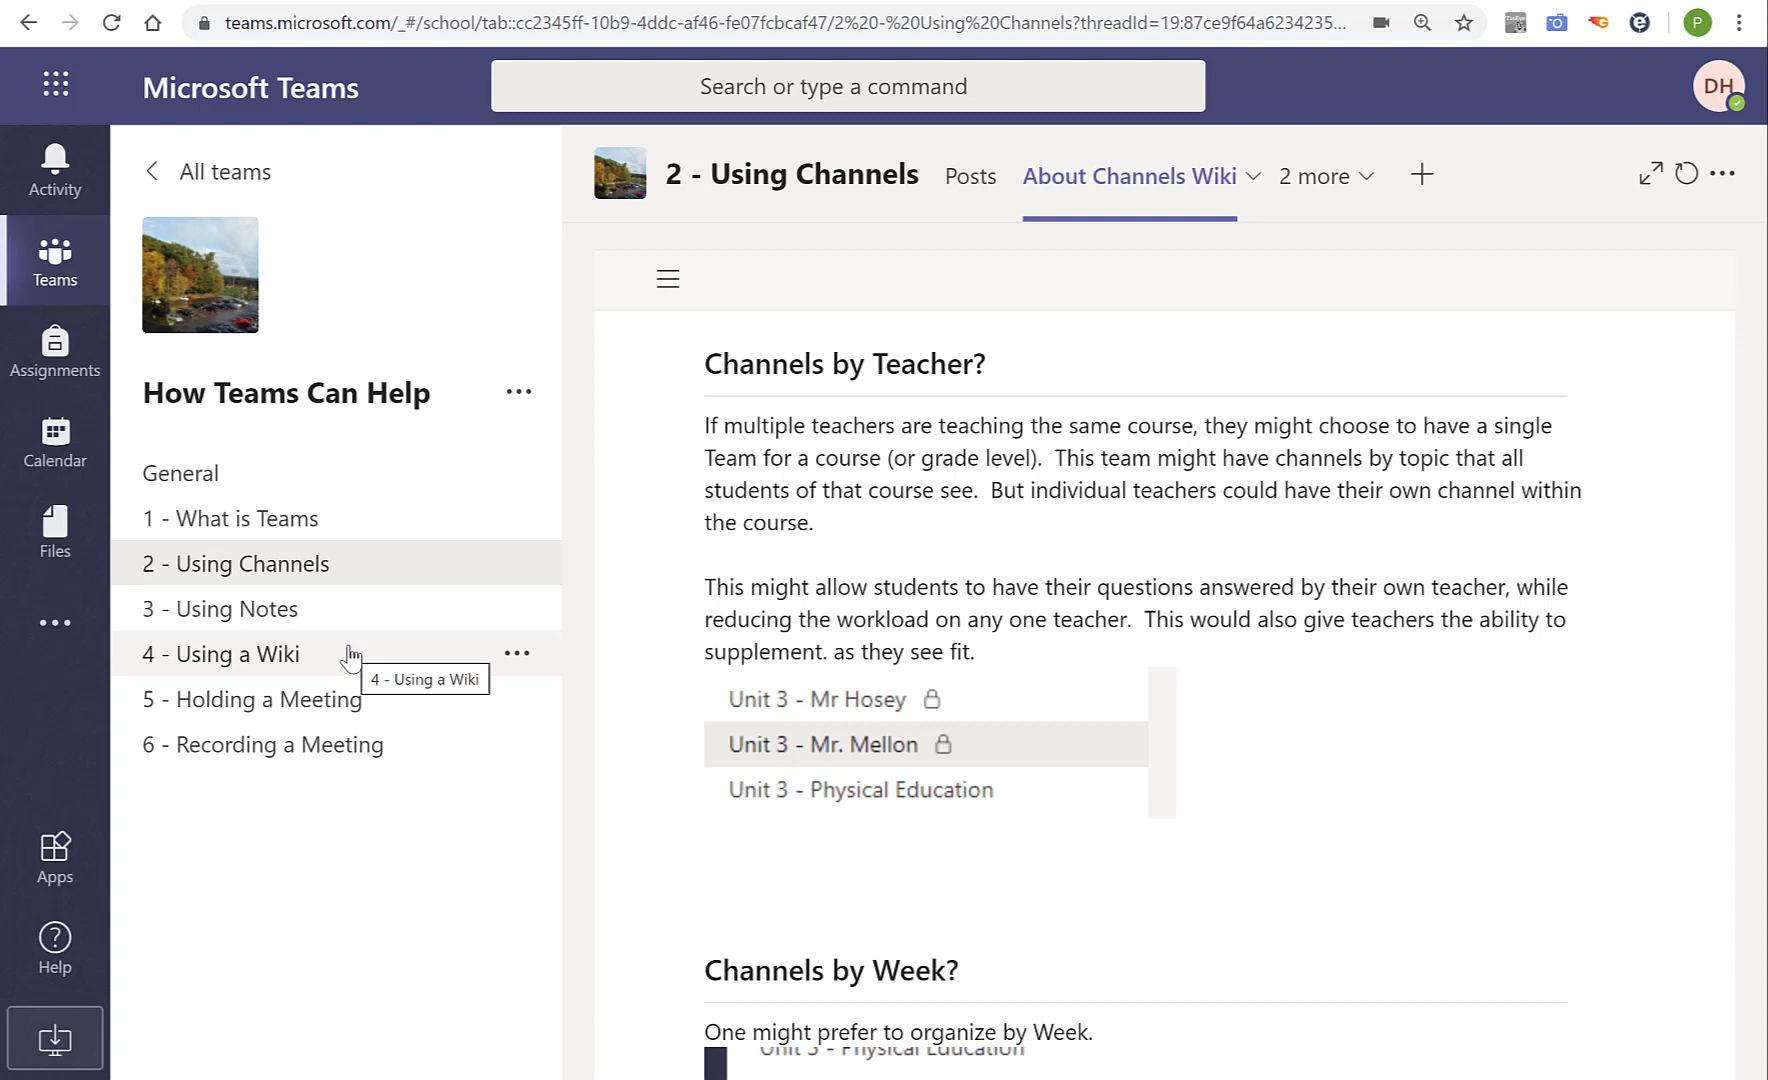 teams.microsoft.com/_#/school/tab::cc2345ff-10b9-4ddc-af46-fe07fcbcaf47/2%20-%20Using%20Channels?threadId=19:87ce9f64a6234235...
P
Microsoft Teams
Search or type a command
DH
Activity
Teams
Assignments
Calendar
Files
Apps
Help
All teams
How Teams Can Help
General
1 - What is Teams
2 - Using Channels
3 - Using Notes
4 - Using a Wiki
4 - Using a Wiki
5 - Holding a Meeting
6 - Recording a Meeting
2 - Using Channels
Posts
About Channels Wiki
2 more
Channels by Teacher?
If multiple teachers are teaching the same course, they might choose to have a single
Team for a course (or grade level). This team might have channels by topic that all
students of that course see. But individual teachers could have their own channel within
the course.
This might allow students to have their questions answered by their own teacher, while
reducing the workload on any one teacher. This would also give teachers the ability to
supplement. as they see fit.
Unit 3 - Mr Hosey
Unit 3 - Mr. Mellon
Unit 3 - Physical Education
Channels by Week?
One might prefer to organize by Week.
Unit 3 - Physical Education